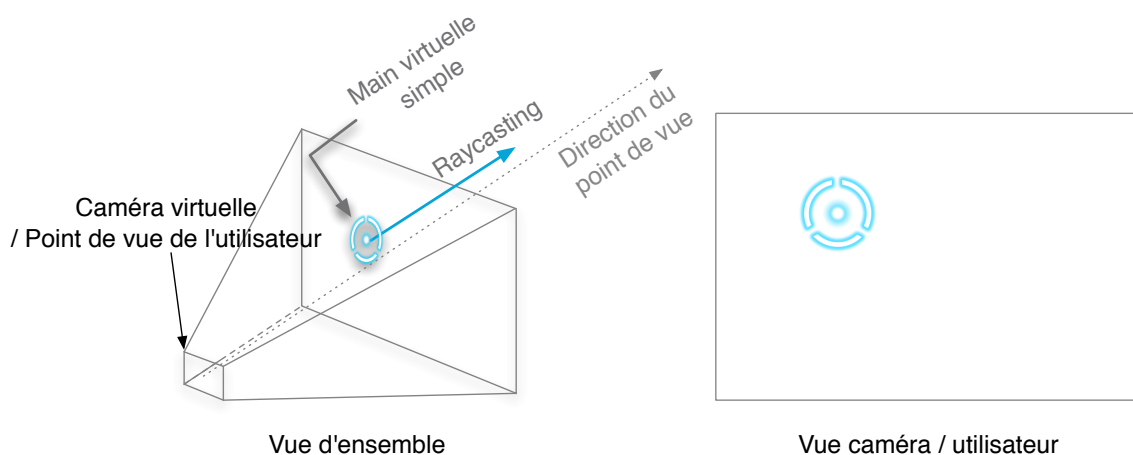 Main virtuelle
simple
Raycasting
Direction du
point de vue
Caméra virtuelle
/ Point de vue de l'utilisateur
Vue d'ensemble
Vue caméra / utilisateur